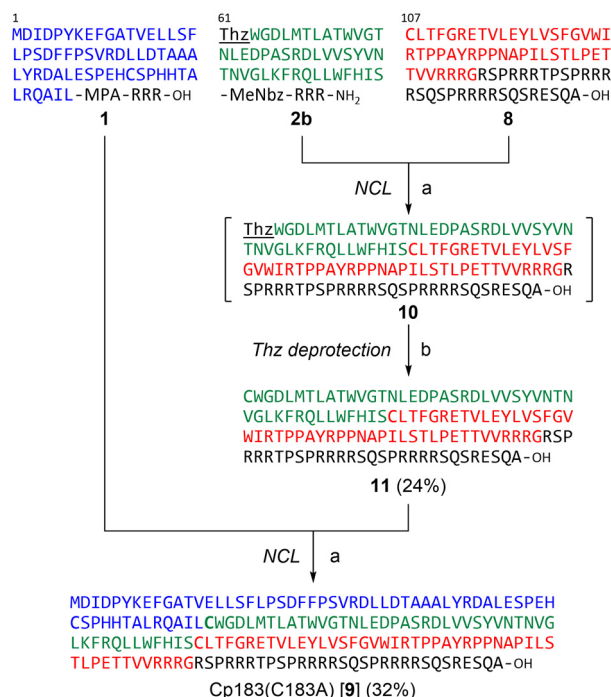 1
MDIDPYKEFGATVELLSF
LPSDFFPSVRDLLDTAAA
LYRDALESPEHCSPHHTA
LRQAIL-MPA-RRR-OH
1
61
ThzWGDLMTLATWVGT
NLEDPASRDLVVSYVN
TNVGLKFRQLLWFHIS
-MeNbz-RRR-NH2
2b
107
CLTFGRETVLEYLVSFGVWI
RTPPAYRPPNAPILSTLPET
TVVRRRGRSPRRRTPSPRRR
RSQSPRRRRSQSRESQA-OH
8
NCL a
ThzWGDLMTLATWVGTNLEDPASRDLVVSYVN
TNVGLKFRQLLWFHISCLTFGRETVLEYLVSF
GVWIRTPPAYRPPNAPILSTLPETTVVRRRGR
SPRRRTPSPRRRRSQSPRRRRSQSRESQA-OH
10
Thz deprotection b
CWGDLMTLATWVGTNLEDPASRDLVVSYVNTN
VGLKFRQLLWFHISCLTFGRETVLEYLVSFGV
WIRTPPAYRPPNAPILSTLPETTVVRRRGRSP
RRRTPSPRRRRSQSPRRRRSQSRESQA-OH
11 (24%)
NCL a
MDIDPYKEFGATVELLSFLPSDFFPSVRDLLDTAAALYRDALESPEH
CSPHHTALRQAILCWGDLMTLATWVGTNLEDPASRDLVVSYVNTNVG
LKFRQLLWFHISCLTFGRETVLEYLVSFGVWIRTPPAYRPPNAPILS
TLPETTVVRRRGRSPRRRTPSPRRRRSQSPRRRRSQSRESQA-OH
Cp183(C183A) [9] (32%)